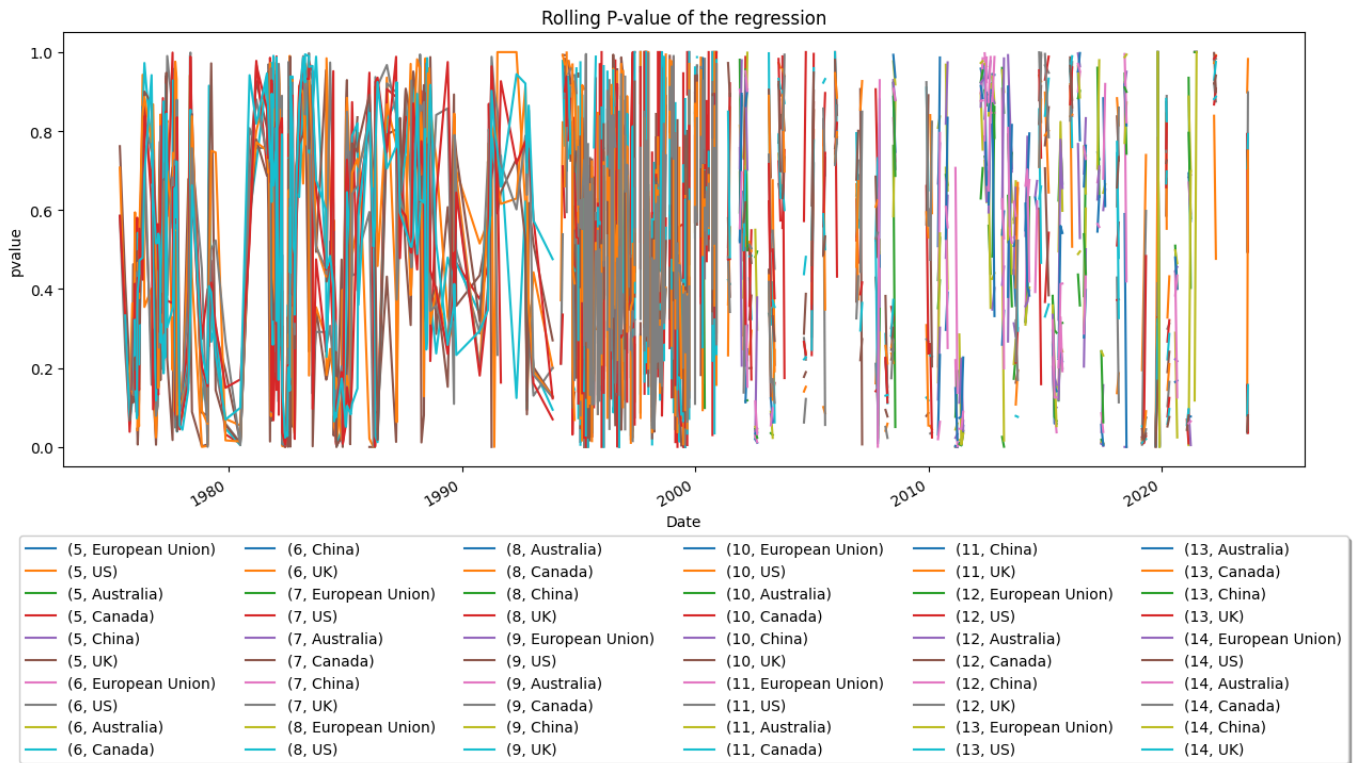 Rolling P-value of the regression
1.0
0.8
0.6
0.4
0.2
0.0
pvalue
1980 1990 2000 2010 2020
Date
(5, European Union) (6, China) (8, Australia) (10, European Union) (11, China) (13, Australia)
(5, US) (6, UK) (8, Canada) (10, US) (11, UK) (13, Canada)
(5, Australia) (7, European Union) (8, China) (10, Australia) (12, European Union) (13, China)
(5, Canada) (7, US) (8, UK) (10, Canada) (12, US) (13, UK)
(5, China) (7, Australia) (9, European Union) (10, China) (12, Australia) (14, European Union)
(5, UK) (7, Canada) (9, US) (10, UK) (12, Canada) (14, US)
(6, European Union) (7, China) (9, Australia) (11, European Union) (12, China) (14, Australia)
(6, US) (7, UK) (9, Canada) (11, US) (12, UK) (14, Canada)
(6, Australia) (8, European Union) (9, China) (11, Australia) (13, European Union) (14, China)
(6, Canada) (8, US) (9, UK) (11, Canada) (13, US) (14, UK)